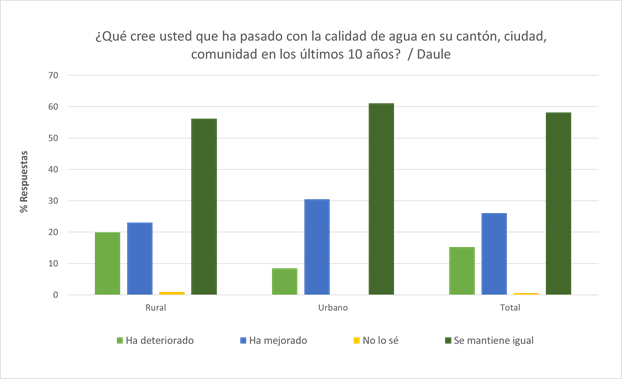 ¿Qué cree usted que ha pasado con la calidad de agua en su cantón, ciudad,
comunidad en los últimos 10 años?  / Daule
70
60
50
40
30
20
10
0
% Respuestas
Rural
Urbano
Total
Ha deteriorado
Ha mejorado
No lo sé
Se mantiene igual